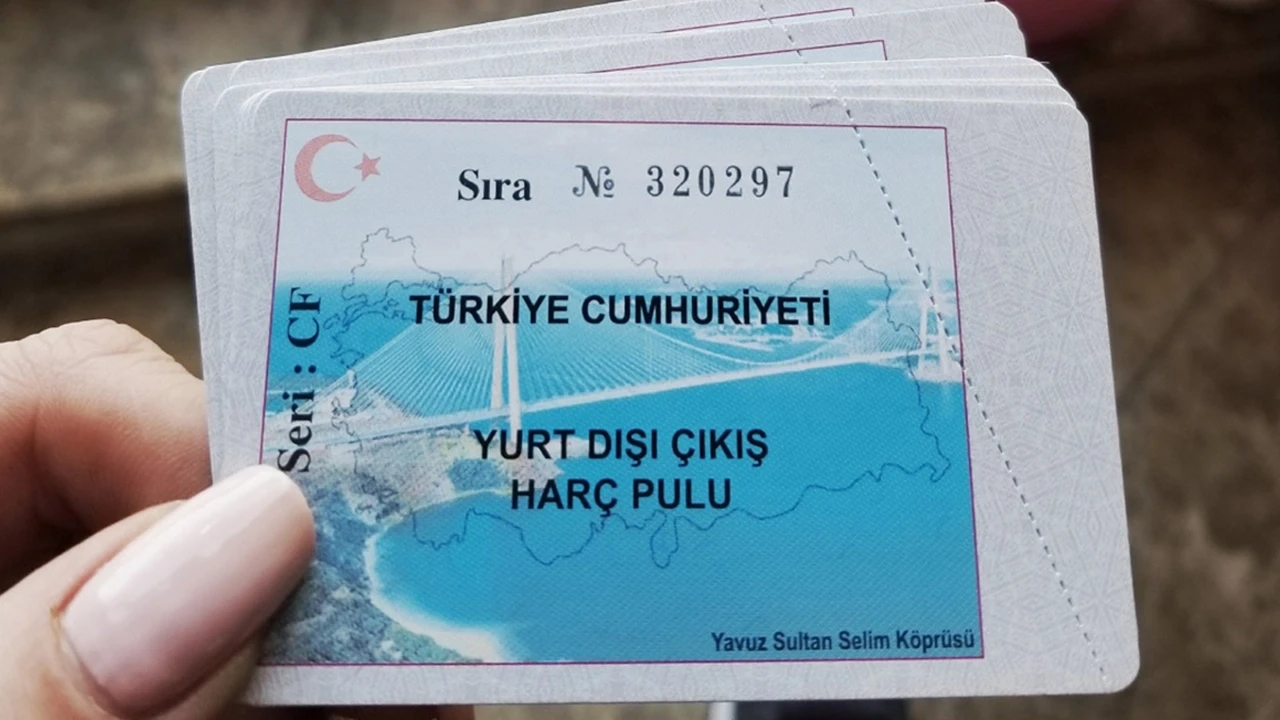 Sıra № 320297
Seri : CF
TÜRKİYE CUMHURİYETİ
YURT DIŞI ÇIKIŞ
HARÇ PULU
Yavuz Sultan Selim Köprüsü